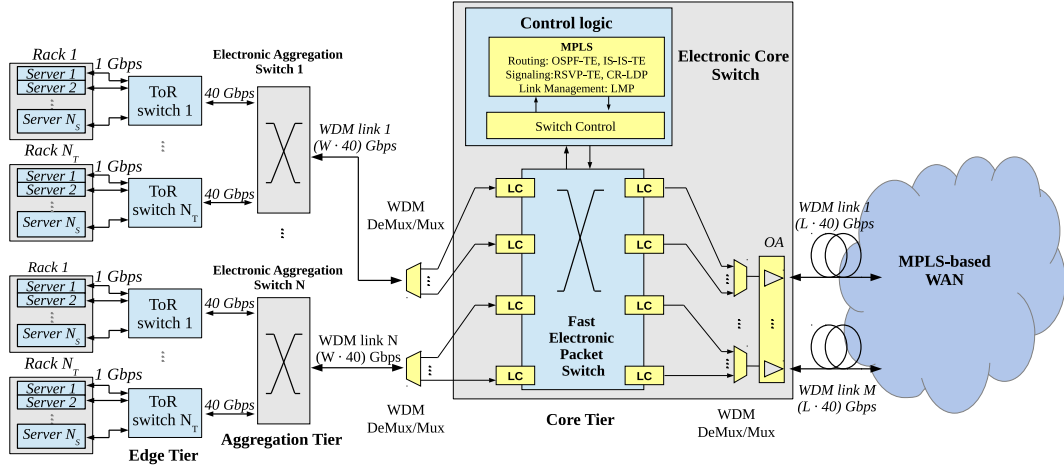 Rack 1
Server 1
Server 2
...
Server N_S
1 Gbps
ToR
switch 1
40 Gbps
...
Rack N_T
Server 1
Server 2
...
Server N_S
1 Gbps
ToR
switch N_T
40 Gbps
Electronic Aggregation
Switch 1
...
WDM link 1
(W · 40) Gbps
Rack 1
Server 1
Server 2
...
Server N_S
1 Gbps
ToR
switch 1
40 Gbps
...
Rack N_T
Server 1
Server 2
...
Server N_S
1 Gbps
ToR
switch N_T
40 Gbps
Electronic Aggregation
Switch N
WDM link N
(W · 40) Gbps
Edge Tier
Aggregation Tier
WDM
DeMux/Mux
...
...
WDM
DeMux/Mux
Control logic
MPLS
Routing: OSPF-TE, IS-IS-TE
Signaling:RSVP-TE, CR-LDP
Link Management: LMP
Switch Control
Electronic Core
Switch
LC
LC
LC
LC
LC
LC
LC
LC
Fast
Electronic
Packet
Switch
Core Tier
...
...
...
OA
...
WDM
DeMux/Mux
WDM link 1
(L · 40) Gbps
MPLS-based
WAN
WDM link M
(L · 40) Gbps